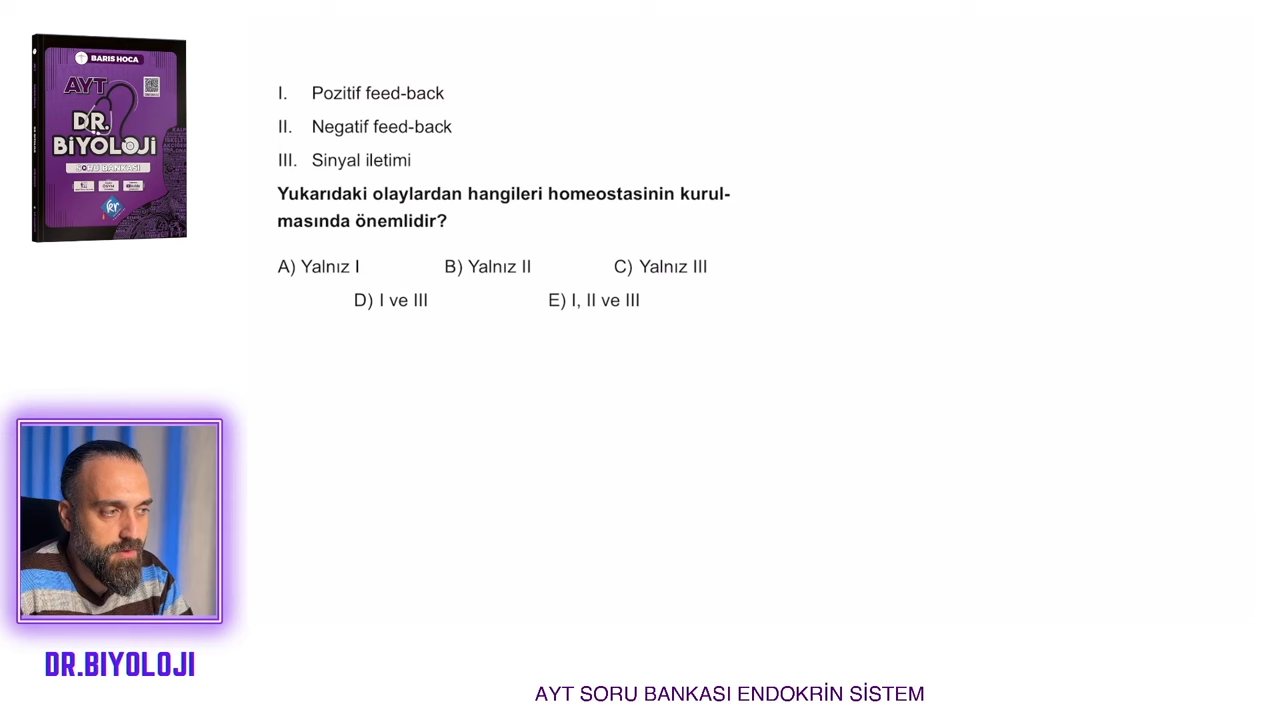 BARIS HOCA
AYT
DR.
BİYOLOJİ
SORU BANKASI
I. Pozitif feed-back
II. Negatif feed-back
III. Sinyal iletimi
Yukarıdaki olaylardan hangileri homeostasinin kurul-
masında önemlidir?
A) Yalnız I B) Yalnız II C) Yalnız III
D) I ve III E) I, II ve III
DR.BIYOLOJI
AYT SORU BANKASI ENDOKRİN SİSTEM